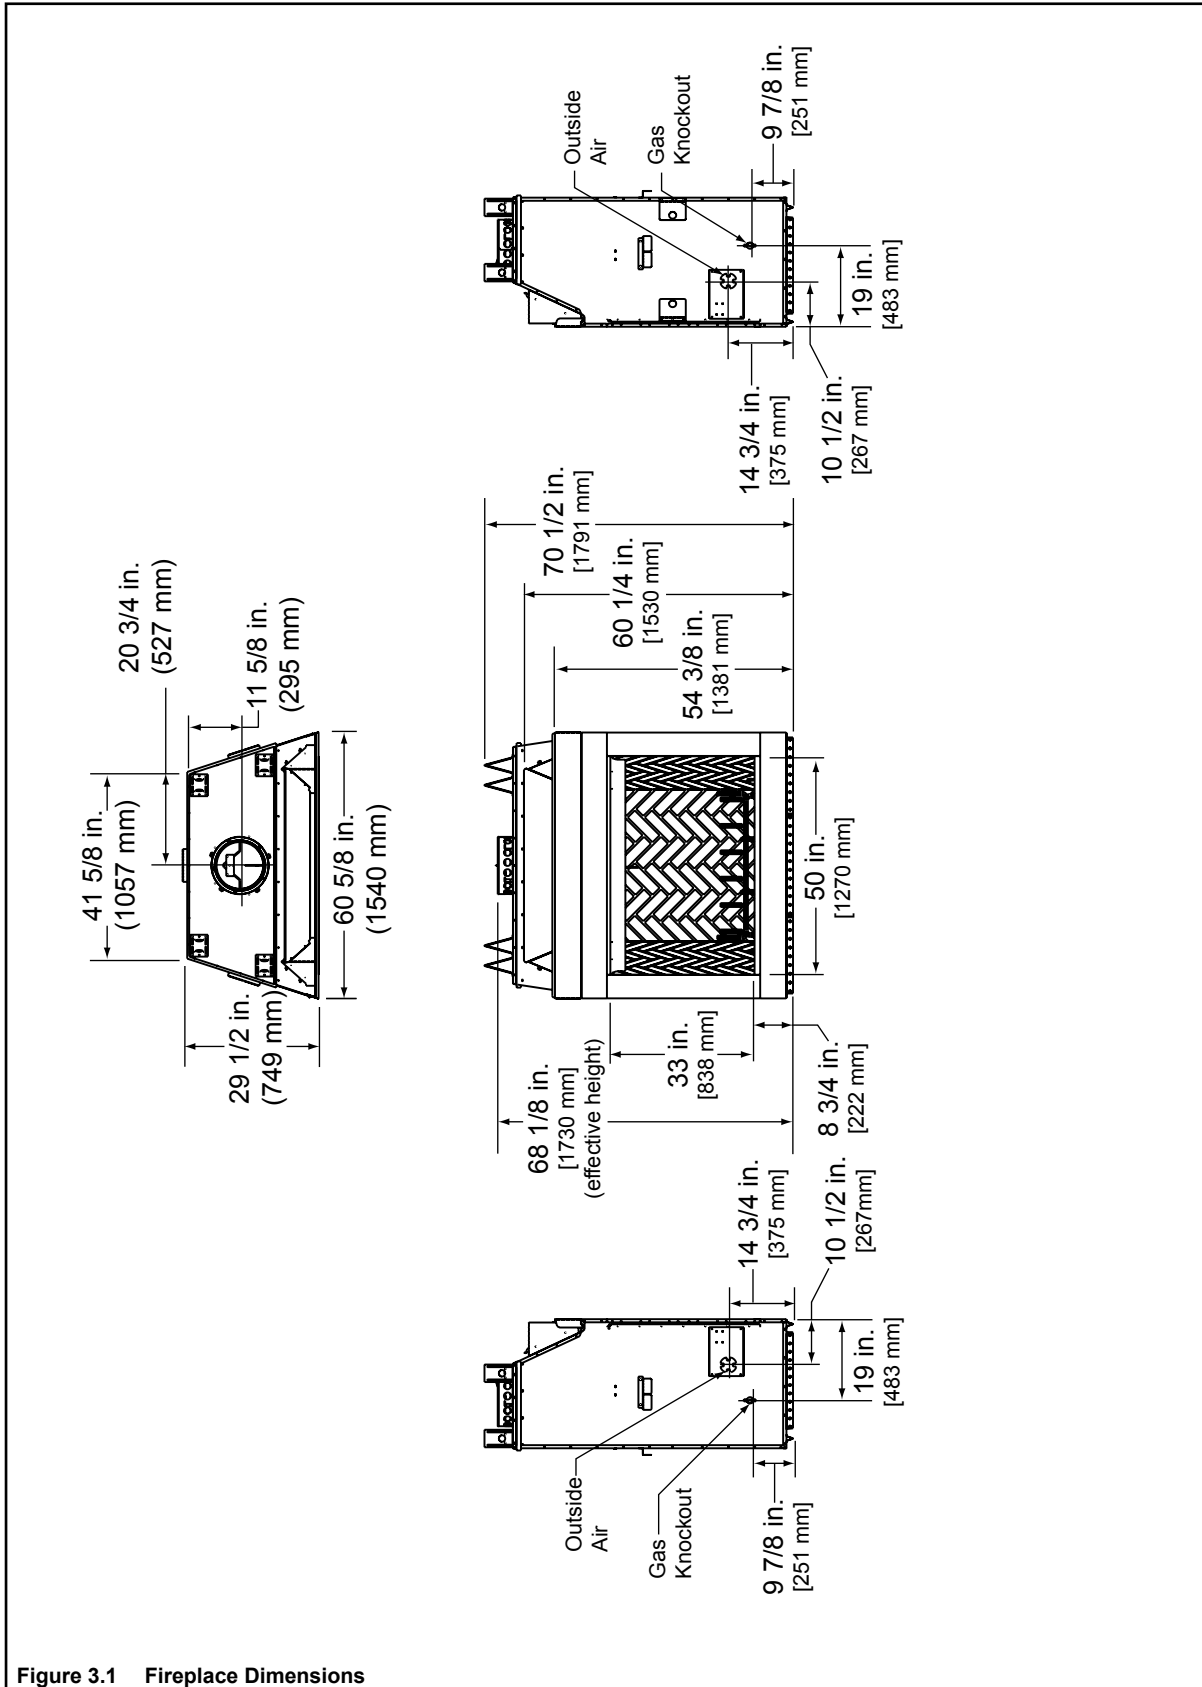 Outside
Air
Gas
Knockout
9 7/8 in.
[251 mm]
19 in.
[483 mm]
14 3/4 in.
[375 mm]
10 1/2 in.
[267 mm]
20 3/4 in.
(527 mm)
11 5/8 in.
(295 mm)
41 5/8 in.
(1057 mm)
60 5/8 in.
(1540 mm)
29 1/2 in.
(749 mm)
70 1/2 in.
[1791 mm]
60 1/4 in.
[1530 mm]
54 3/8 in.
[1381 mm]
50 in.
[1270 mm]
33 in.
[838 mm]
68 1/8 in.
[1730 mm]
(effective height)
8 3/4 in.
[222 mm]
14 3/4 in.
[375 mm]
10 1/2 in.
[267mm]
19 in.
[483 mm]
Outside
Air
Gas
Knockout
9 7/8 in.
[251 mm]
Figure 3.1 Fireplace Dimensions